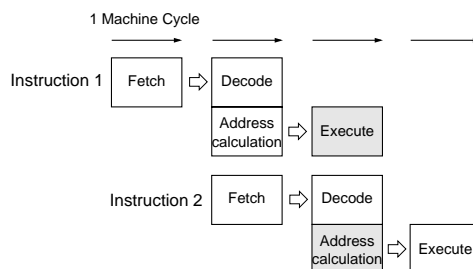 1 Machine Cycle
Instruction 1
Fetch
Decode
Address
calculation
Execute
Instruction 2
Fetch
Decode
Address
calculation
Execute